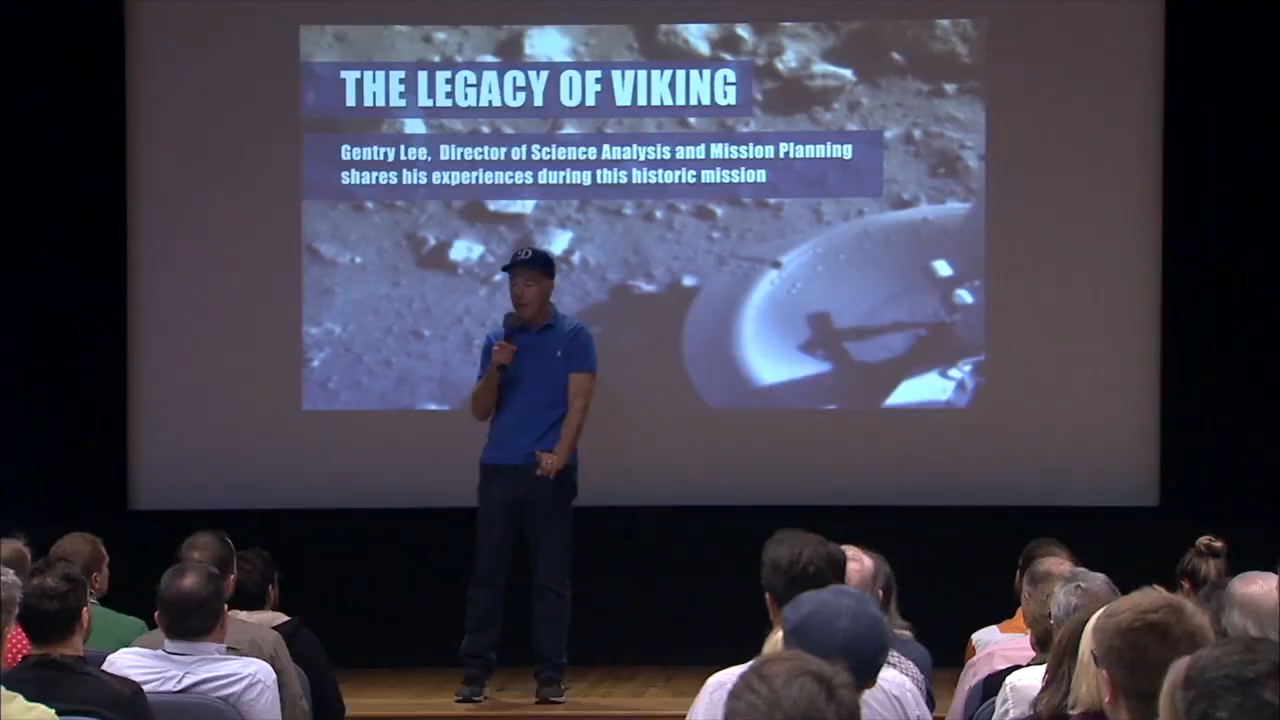 THE LEGACY OF VIKING
Gentry Lee, Director of Science Analysis and Mission Planning
shares his experiences during this historic mission